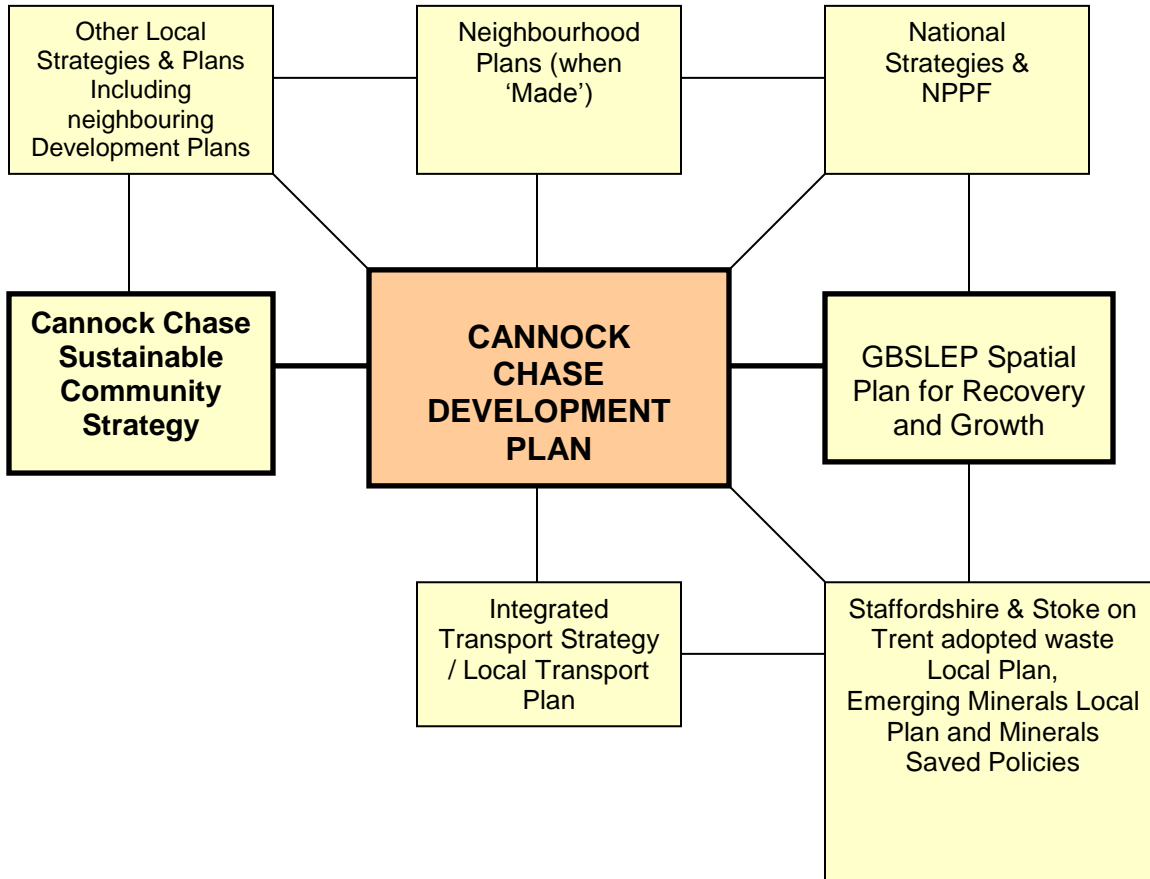 Other Local
Strategies & Plans
Including
neighbouring
Development Plans
Neighbourhood
Plans (when
‘Made’)
National
Strategies &
NPPF
Cannock Chase
Sustainable
Community
Strategy
CANNOCK
CHASE
DEVELOPMENT
PLAN
GBSLEP Spatial
Plan for Recovery
and Growth
Integrated
Transport Strategy
/ Local Transport
Plan
Staffordshire & Stoke on
Trent adopted waste
Local Plan,
Emerging Minerals Local
Plan and Minerals
Saved Policies